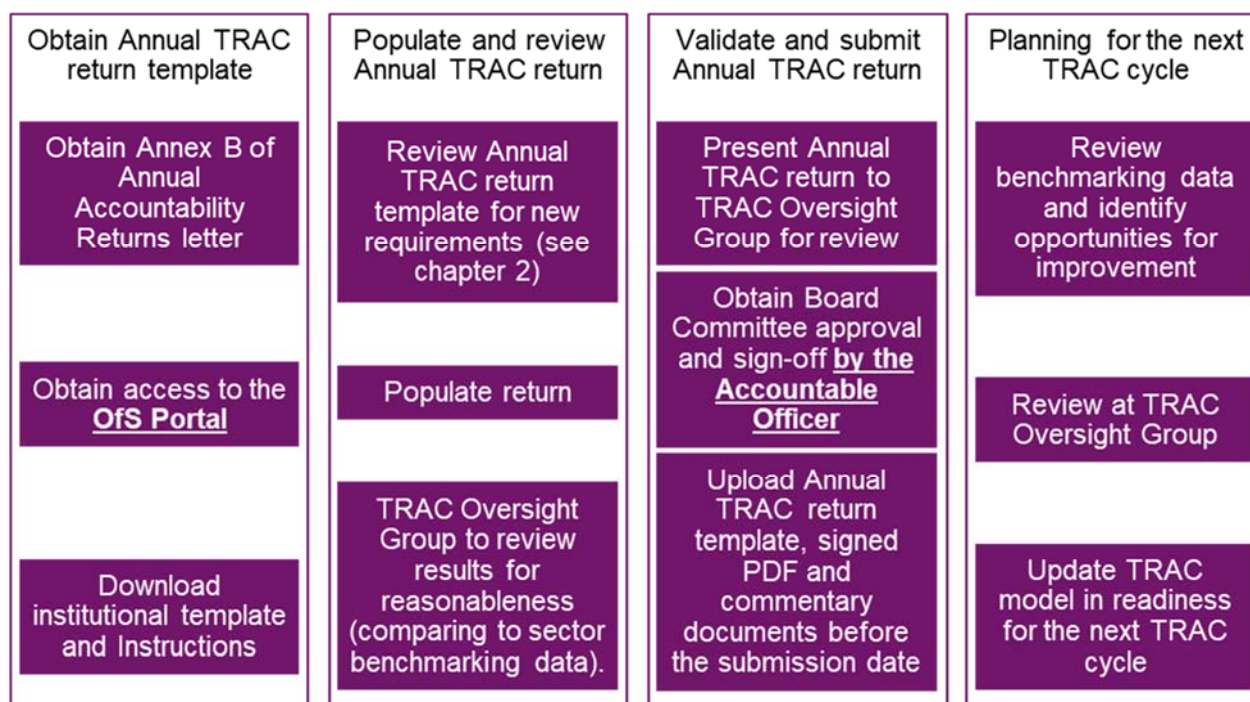 Obtain Annual TRAC
return template
Obtain Annex B of
Annual
Accountability
Returns letter
Obtain access to the
OfS Portal
Download
institutional template
and Instructions
Populate and review
Annual TRAC return
Review Annual
TRAC return
template for new
requirements (see
chapter 2)
Populate return
TRAC Oversight
Group to review
results for
reasonableness
(comparing to sector
benchmarking data).
Validate and submit
Annual TRAC return
Present Annual
TRAC return to
TRAC Oversight
Group for review
Obtain Board
Committee approval
and sign-off by the
Accountable
Officer
Upload Annual
TRAC return
template, signed
PDF and
commentary
documents before
the submission date
Planning for the next
TRAC cycle
Review
benchmarking data
and identify
opportunities for
improvement
Review at TRAC
Oversight Group
Update TRAC
model in readiness
for the next TRAC
cycle